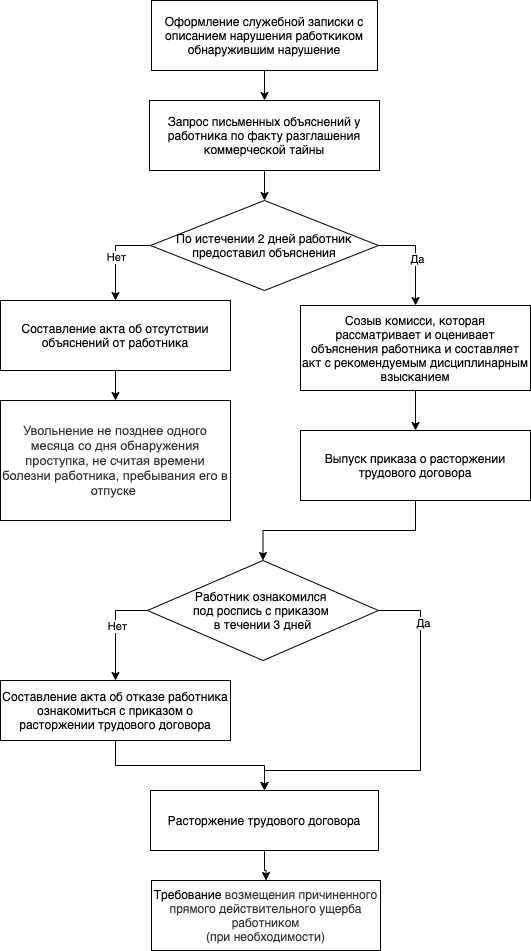 Оформление служебной записки с
описанием нарушения работкиком
обнаружившим нарушение
Запрос письменных объяснений у
работника по факту разглашения
коммерческой тайны
По истечении 2 дней работник
предоставил объяснения
Нет
Да
Составление акта об отсутствии
объяснений от работника
Созыв комисси, которая
рассматривает и оценивает
объяснения работника и составляет
акт с рекомендуемым дисциплинарным
взысканием
Увольнение не позднее одного
месяца со дня обнаружения
проступка, не считая времени
болезни работника, пребывания его в
отпуске
Выпуск приказа о расторжении
трудового договора
Работник ознакомился
под роспись с приказом
в течении 3 дней
Нет
Да
Составление акта об отказе работника
ознакомиться с приказом о
расторжении трудового договора
Расторжение трудового договора
Требование возмещения причиненного
прямого действительного ущерба
работником
(при необходимости)